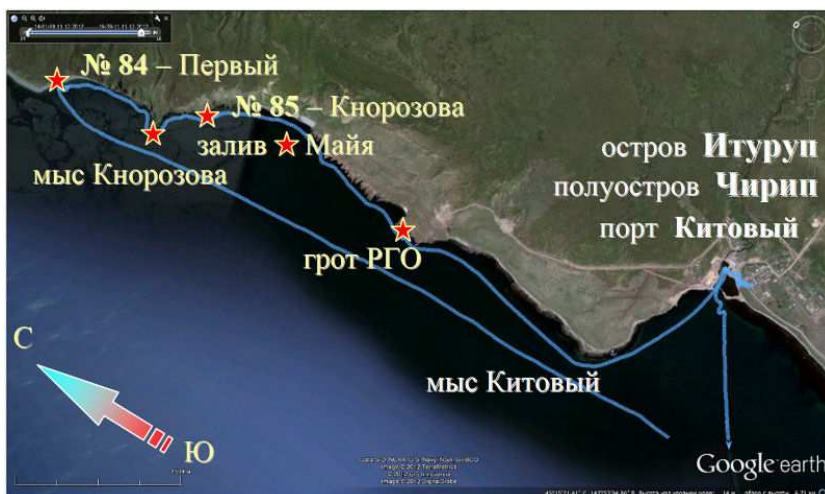 № 84 – Первый
№ 85 – Кнорозова
залив Майя
мыс Кнорозова
остров Итуруп
полуостров Чирип
порт Китовый
грот РГО
С
мыс Китовый
Ю
Google earth